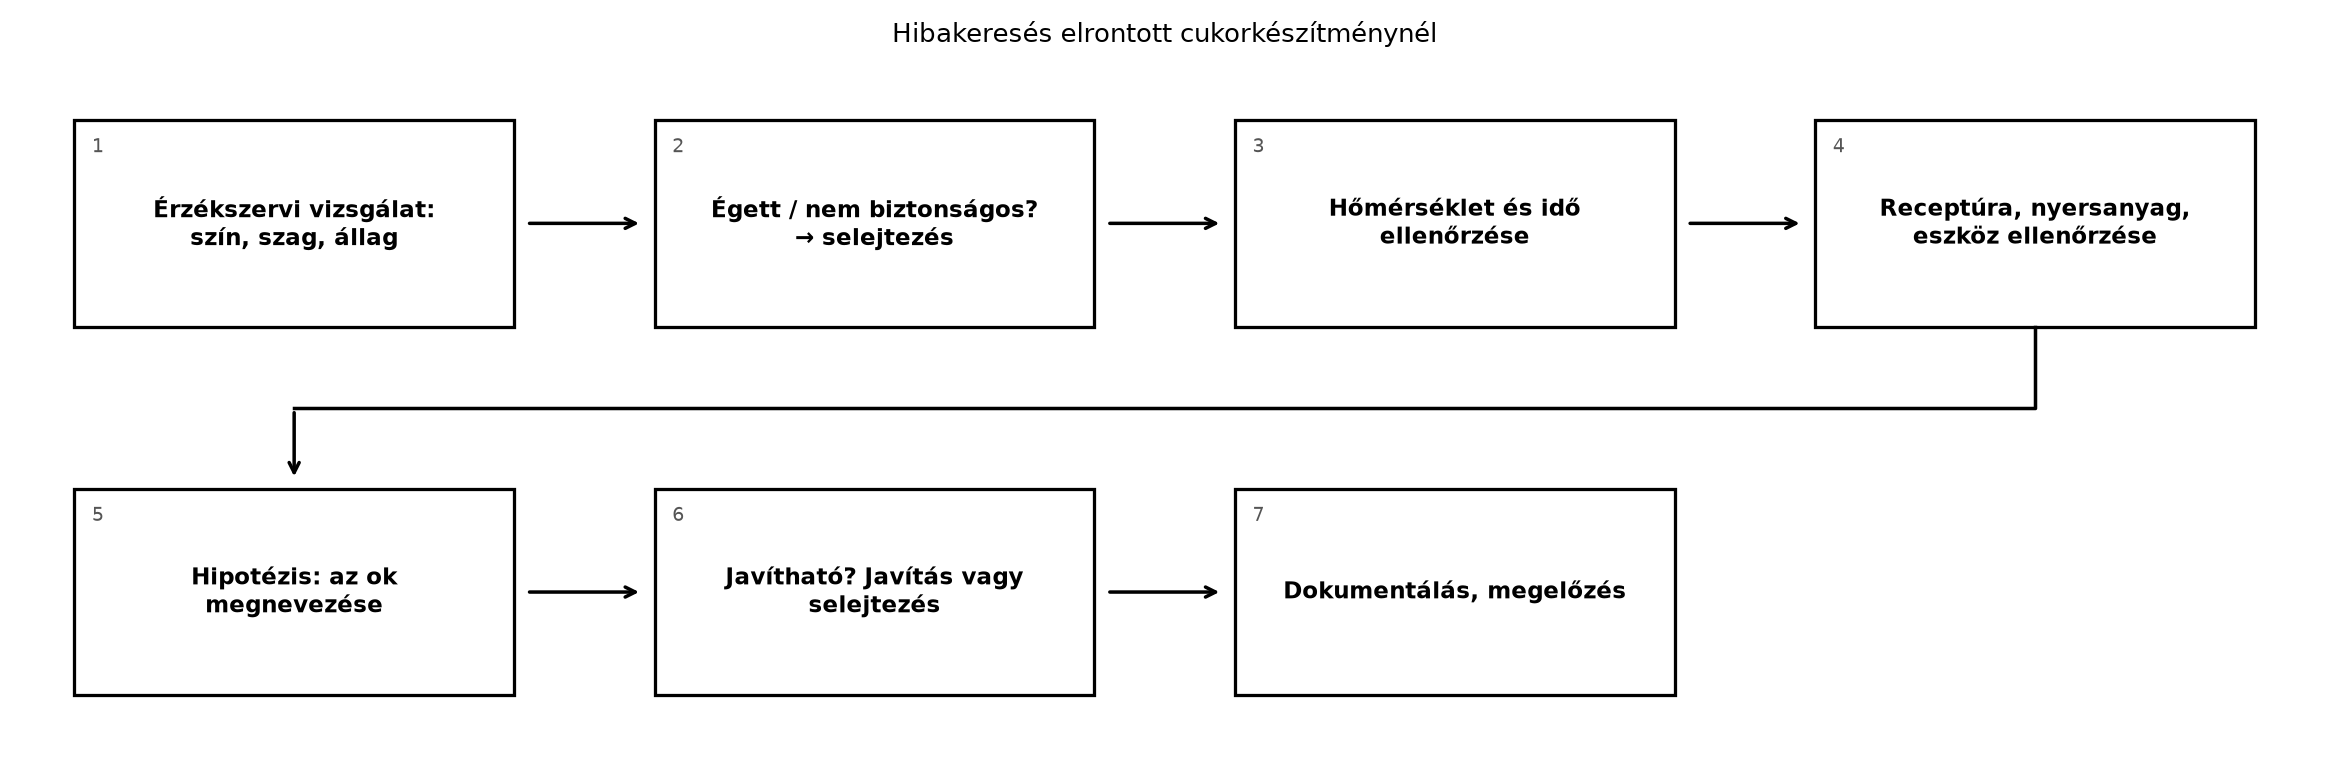 Hibakeresés elrontott cukorkészítménynél
1
Érzékszervi vizsgálat:
szín, szag, állag
2
Égett / nem biztonságos?
→ selejtezés
3
Hőmérséklet és idő
ellenőrzése
4
Receptúra, nyersanyag,
eszköz ellenőrzése
5
Hipotézis: az ok
megnevezése
6
Javítható? Javítás vagy
selejtezés
7
Dokumentálás, megelőzés